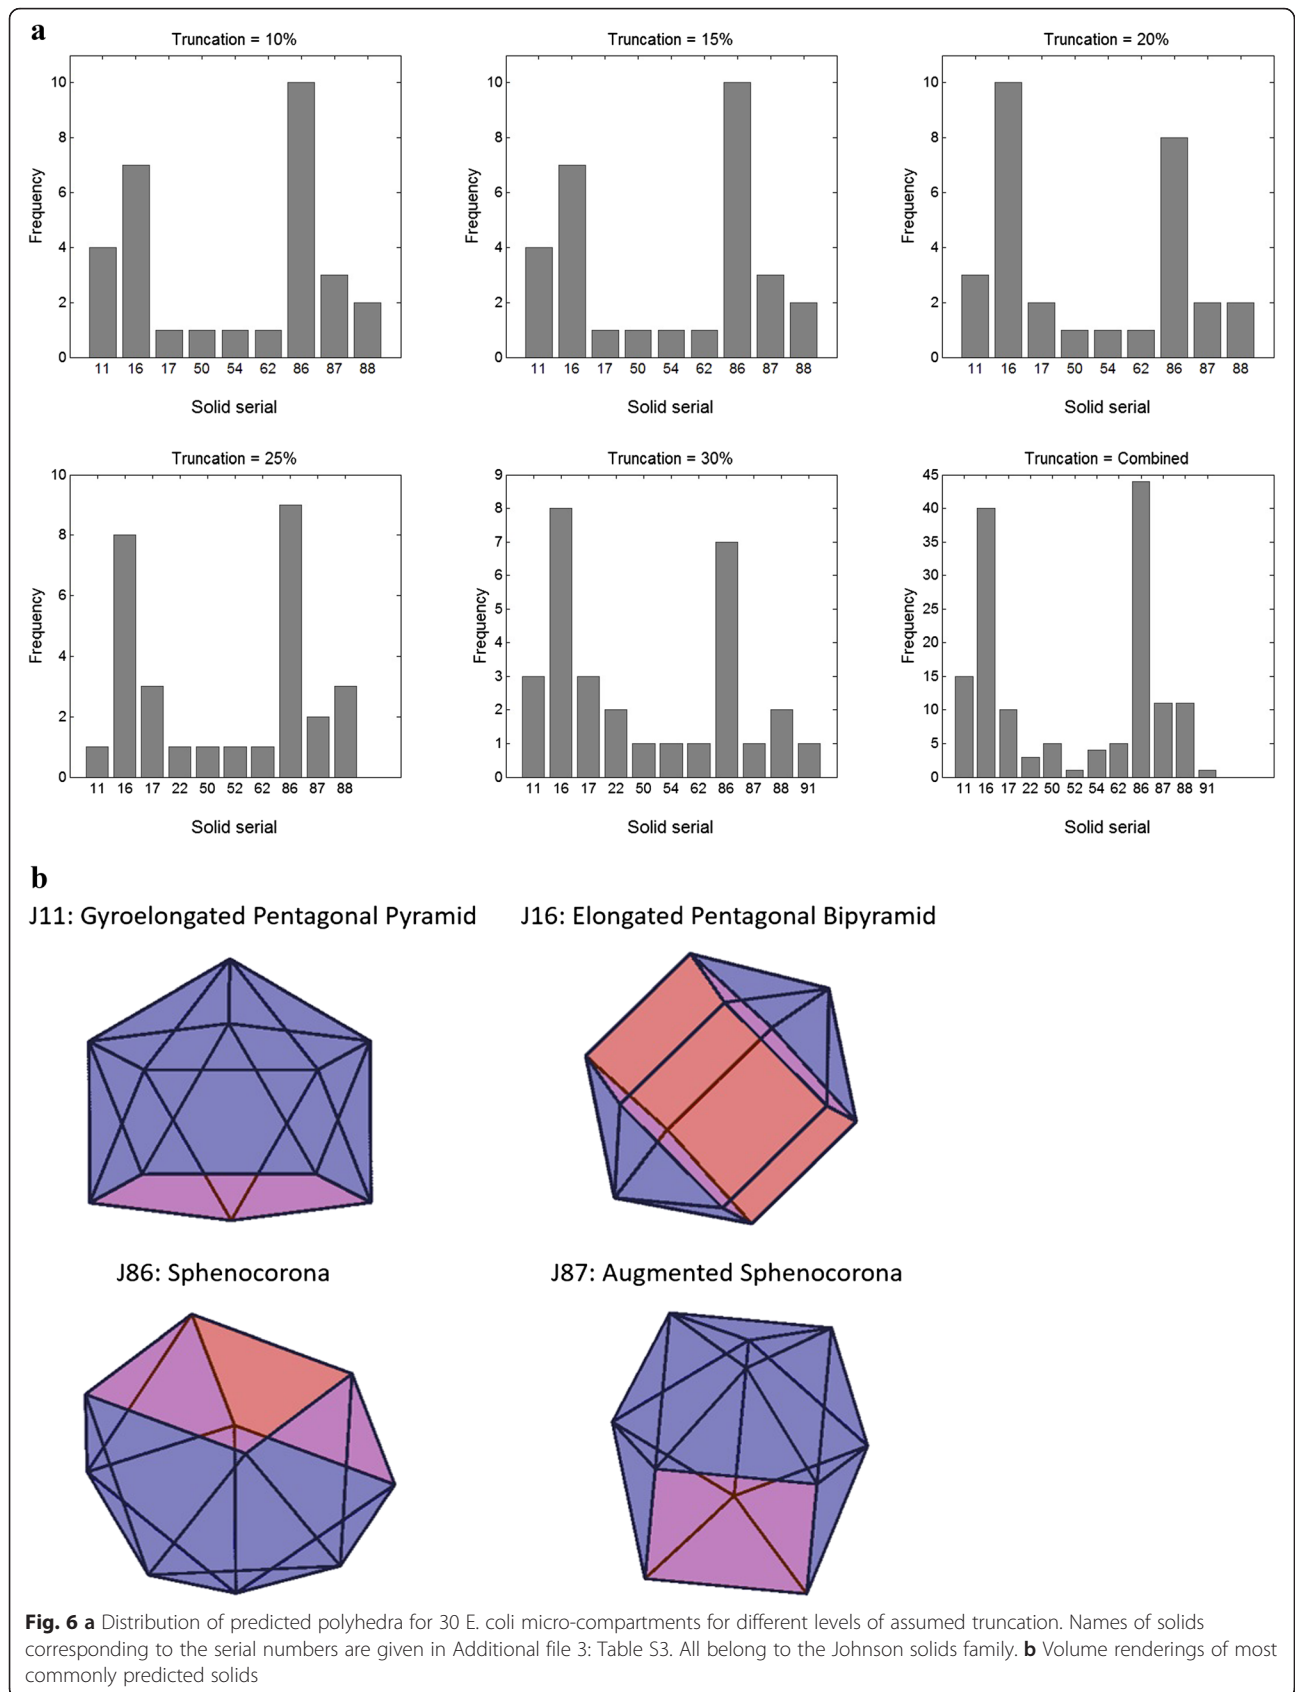 a
Truncation = 10%
10
8
6
4
2
0
Frequency
11 16 17 50 54 62 86 87 88
Solid serial
Truncation = 15%
10
8
6
4
2
0
Frequency
11 16 17 50 54 62 86 87 88
Solid serial
Truncation = 20%
10
8
6
4
2
0
Frequency
11 16 17 50 54 62 86 87 88
Solid serial
Truncation = 25%
10
8
6
4
2
0
Frequency
11 16 17 22 50 52 62 86 87 88
Solid serial
Truncation = 30%
9
8
7
6
5
4
3
2
1
0
Frequency
11 16 17 22 50 54 62 86 87 88 91
Solid serial
Truncation = Combined
45
40
35
30
25
20
15
10
5
0
Frequency
11 16 17 22 50 52 54 62 86 87 88 91
Solid serial
b
J11: Gyroelongated Pentagonal Pyramid
J16: Elongated Pentagonal Bipyramid
J86: Sphenocorona
J87: Augmented Sphenocorona
Fig. 6 a Distribution of predicted polyhedra for 30 E. coli micro-compartments for different levels of assumed truncation. Names of solids
corresponding to the serial numbers are given in Additional file 3: Table S3. All belong to the Johnson solids family. b Volume renderings of most
commonly predicted solids